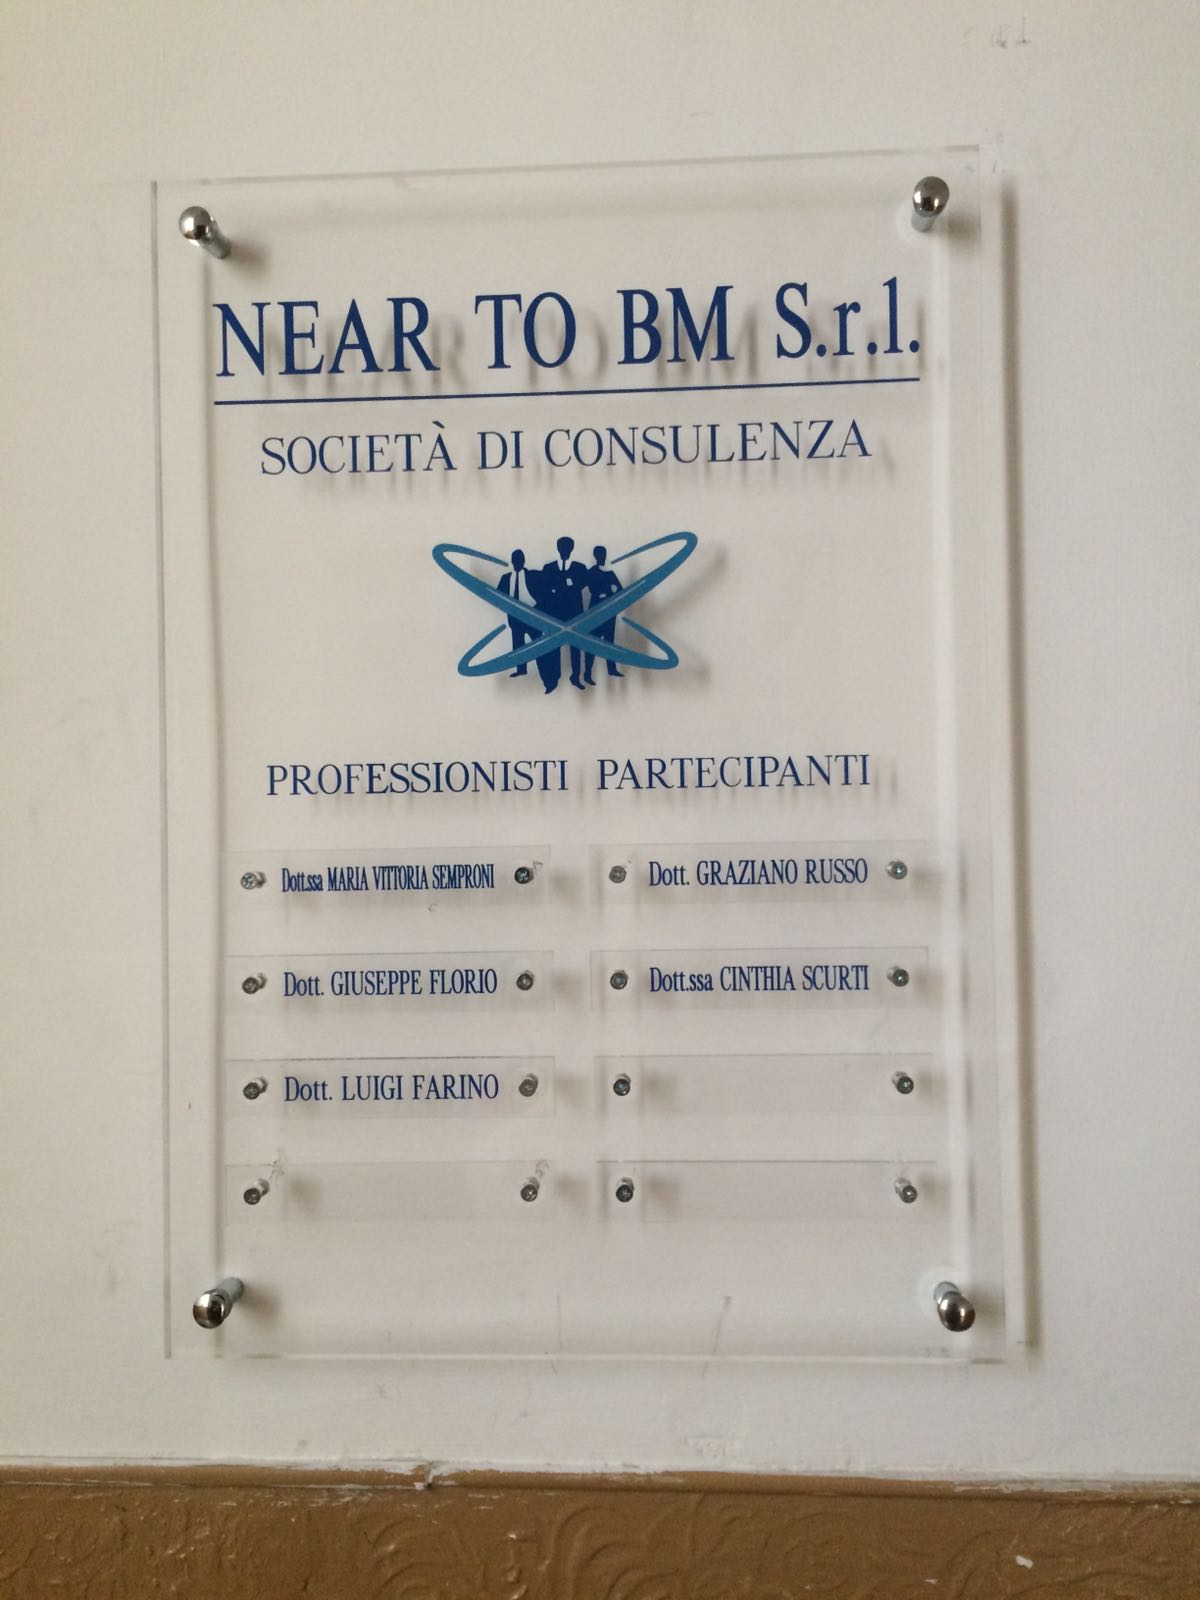 NEAR TO BM S.r.l.
SOCIETÀ DI CONSULENZA
PROFESSIONISTI PARTECIPANTI
Dott.ssa MARIA VITTORIA SEMPRONI
Dott. GRAZIANO RUSSO
Dott. GIUSEPPE FLORIO
Dott.ssa CINTHIA SCURTI
Dott. LUIGI FARINO